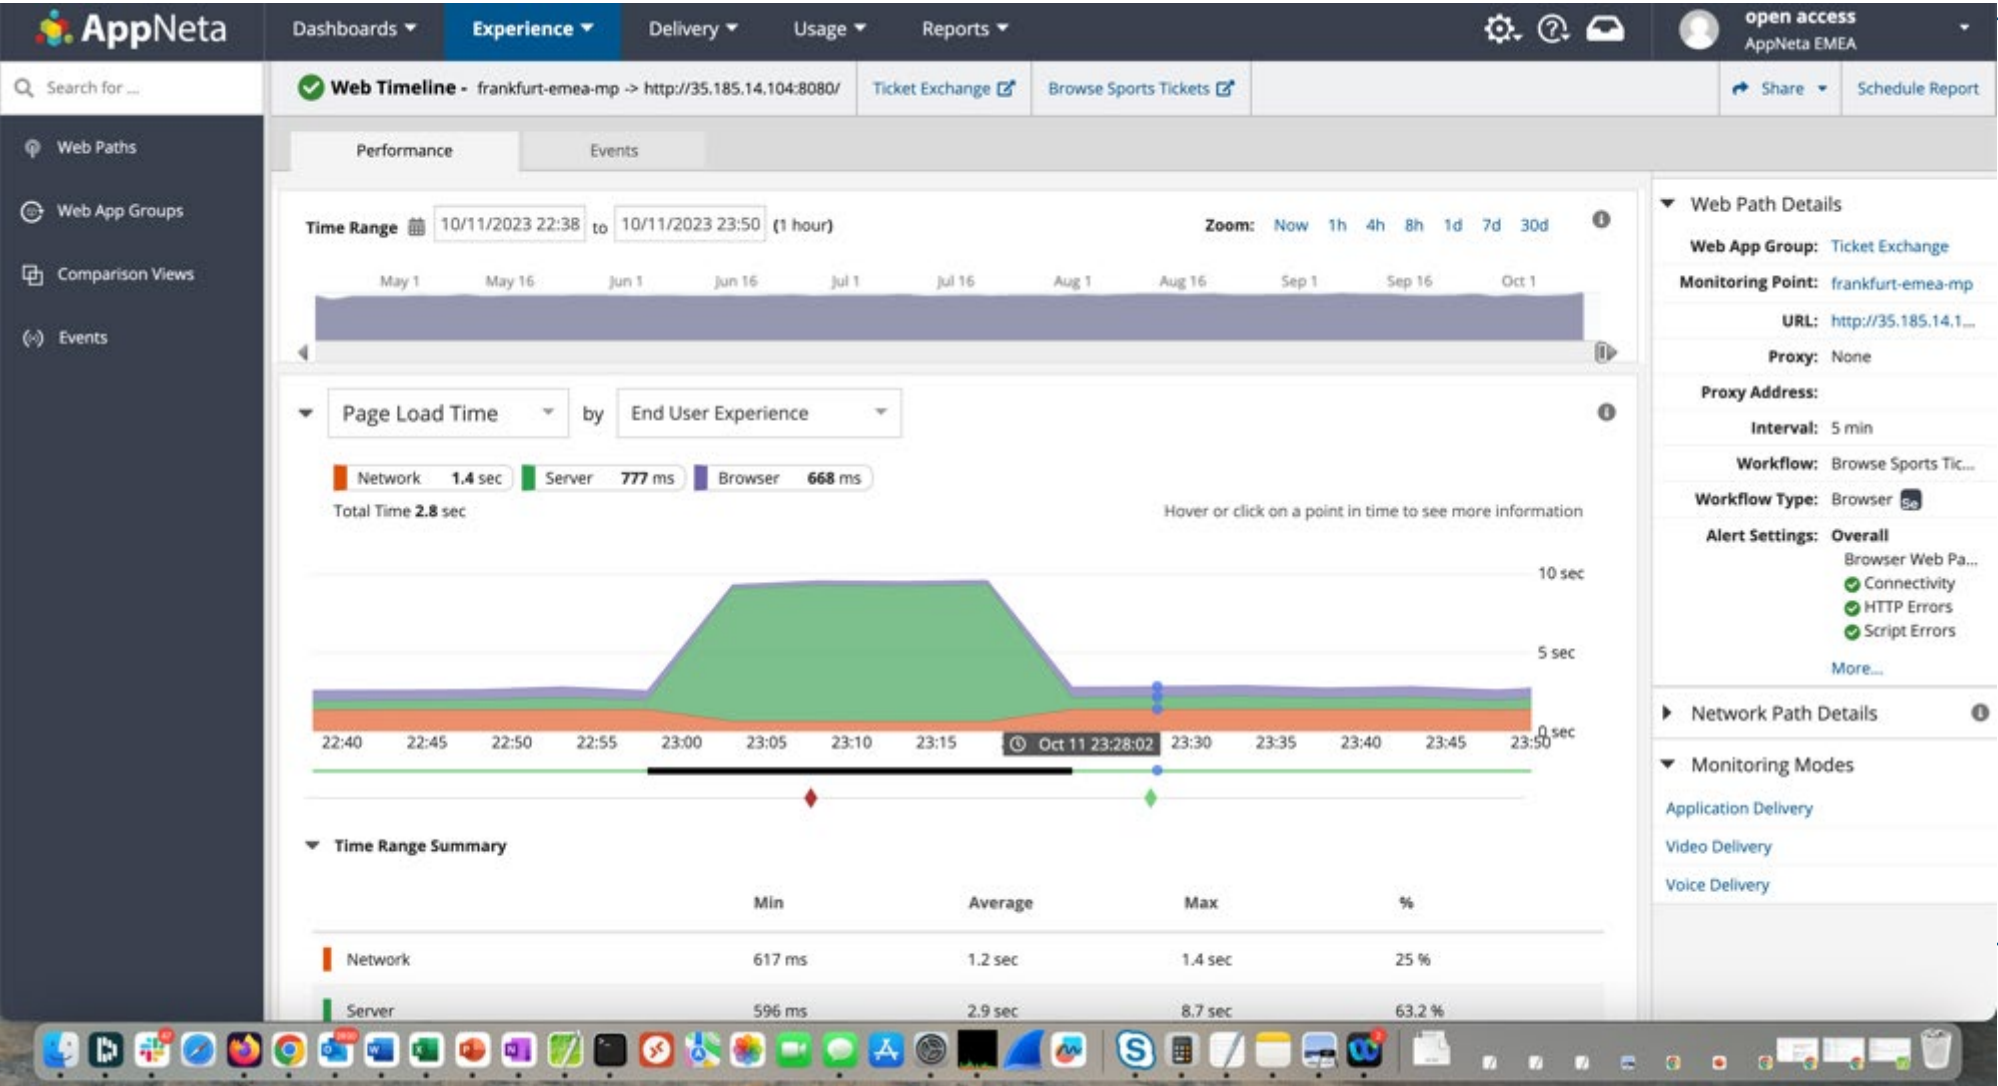 AppNeta
Dashboards
Experience
Delivery
Usage
Reports
open access
AppNeta EMEA
Search for ...
Web Timeline - frankfurt-emea-mp -> http://35.185.14.104:8080/
Ticket Exchange
Browse Sports Tickets
Share
Schedule Report
Web Paths
Web App Groups
Comparison Views
Events
Performance
Events
Time Range 10/11/2023 22:38 to 10/11/2023 23:50 (1 hour)
Zoom: Now 1h 4h 8h 1d 7d 30d
May 1 May 16 Jun 1 Jun 16 Jul 1 Jul 16 Aug 1 Aug 16 Sep 1 Sep 16 Oct 1
Page Load Time by End User Experience
Network 1.4 sec Server 777 ms Browser 668 ms
Total Time 2.8 sec
Hover or click on a point in time to see more information
10 sec
5 sec
0 sec
22:40 22:45 22:50 22:55 23:00 23:05 23:10 23:15 Oct 11 23:28:02 23:30 23:35 23:40 23:45 23:50
Time Range Summary
Min Average Max %
Network 617 ms 1.2 sec 1.4 sec 25 %
Server 596 ms 2.9 sec 8.7 sec 63.2 %
Web Path Details
Web App Group: Ticket Exchange
Monitoring Point: frankfurt-emea-mp
URL: http://35.185.14.1...
Proxy: None
Proxy Address:
Interval: 5 min
Workflow: Browse Sports Tic...
Workflow Type: Browser Se
Alert Settings: Overall
Browser Web Pa...
Connectivity
HTTP Errors
Script Errors
More...
Network Path Details
Monitoring Modes
Application Delivery
Video Delivery
Voice Delivery